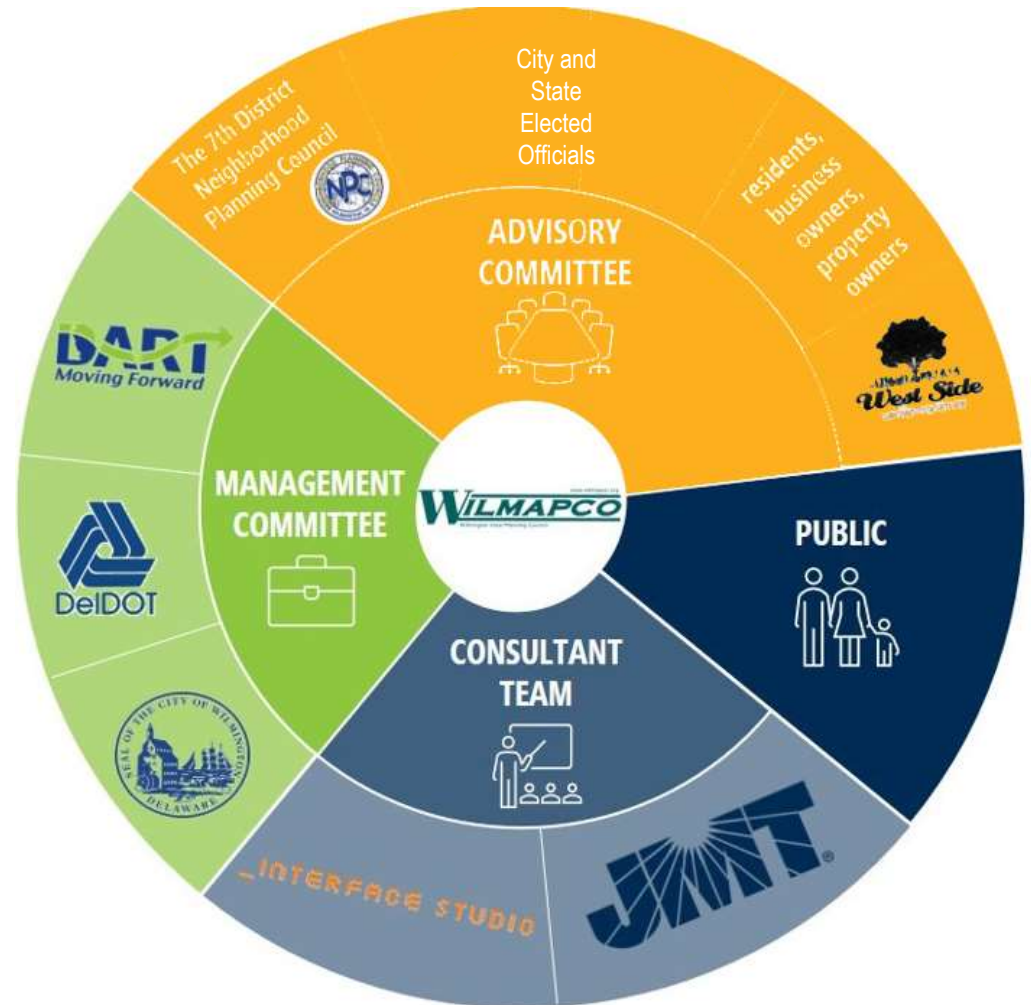 The 7th District
Neighborhood
Planning Council
NPC
City and
State
Elected
Officials
residents,
business
owners,
property
owners
West Side
ADVISORY
COMMITTEE
DART
Moving Forward
DelDOT
SEAL OF THE CITY OF WILMINGTON
DELAWARE
MANAGEMENT
COMMITTEE
WILMAPCO
PUBLIC
CONSULTANT
TEAM
_INTERFACE STUDIO
JMT®